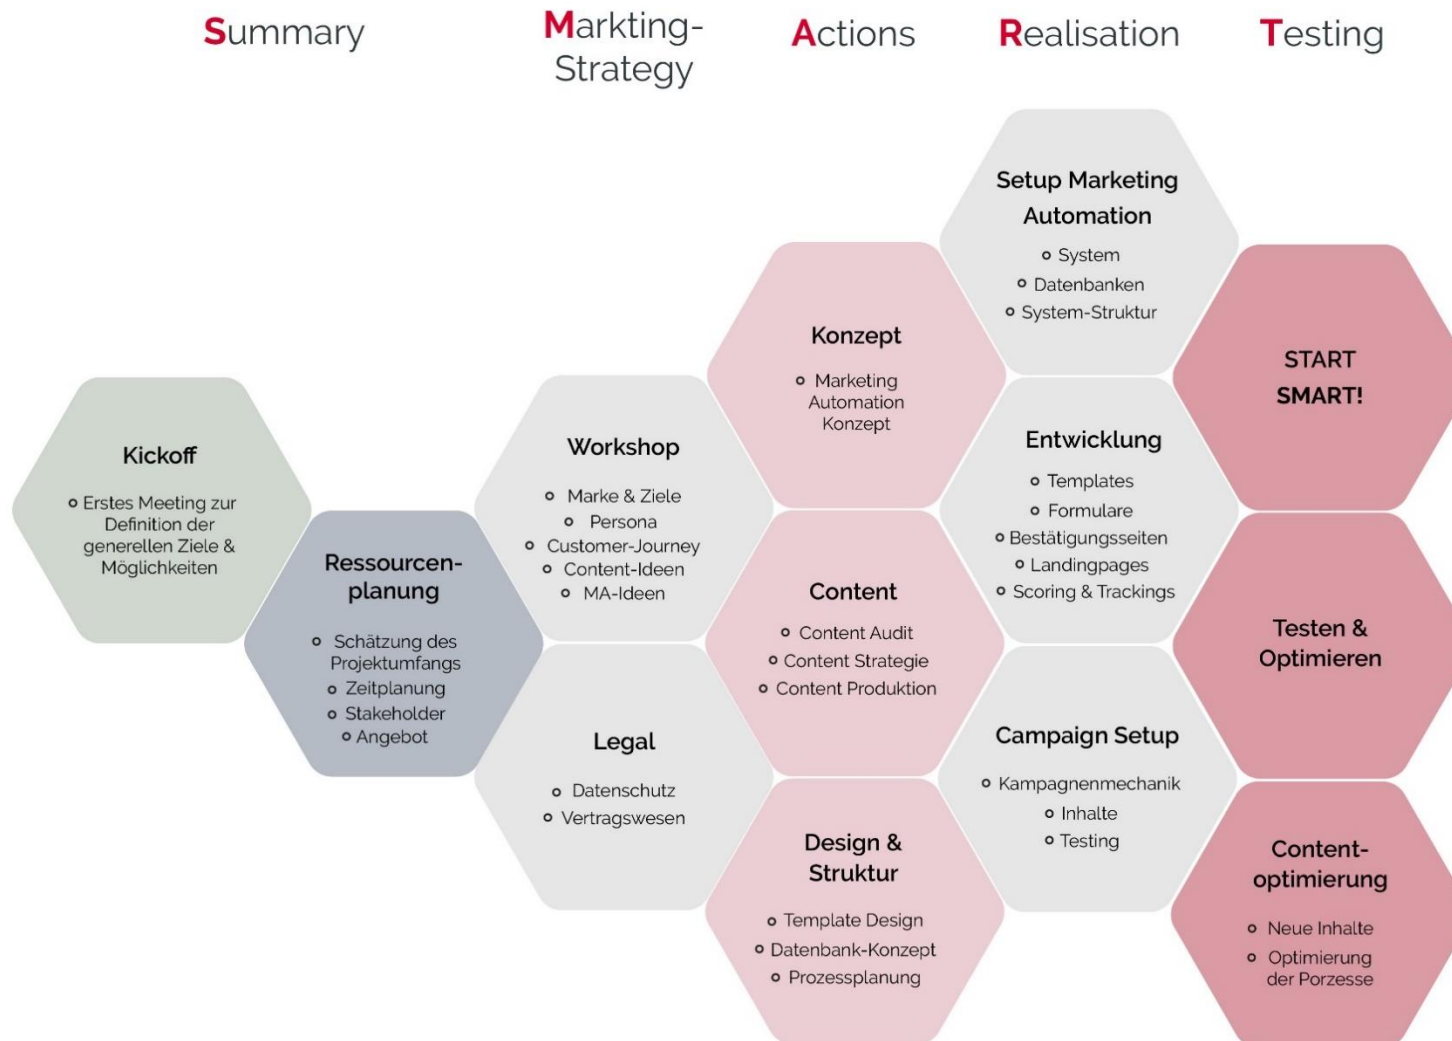 Summary
Markting-
Strategy
Actions
Realisation
Testing
Kickoff
Erstes Meeting zur
Definition der
generellen Ziele &
Möglichkeiten
Ressourcen-
planung
Schätzung des
Projektumfangs
Zeitplanung
Stakeholder
Angebot
Workshop
Marke & Ziele
Persona
Customer-Journey
Content-Ideen
MA-Ideen
Legal
Datenschutz
Vertragswesen
Konzept
Marketing
Automation
Konzept
Content
Content Audit
Content Strategie
Content Produktion
Design &
Struktur
Template Design
Datenbank-Konzept
Prozessplanung
Setup Marketing
Automation
System
Datenbanken
System-Struktur
Entwicklung
Templates
Formulare
Bestätigungsseiten
Landingpages
Scoring & Trackings
Campaign Setup
Kampagnenmechanik
Inhalte
Testing
START
SMART!
Testen &
Optimieren
Content-
optimierung
Neue Inhalte
Optimierung
der Porzesse